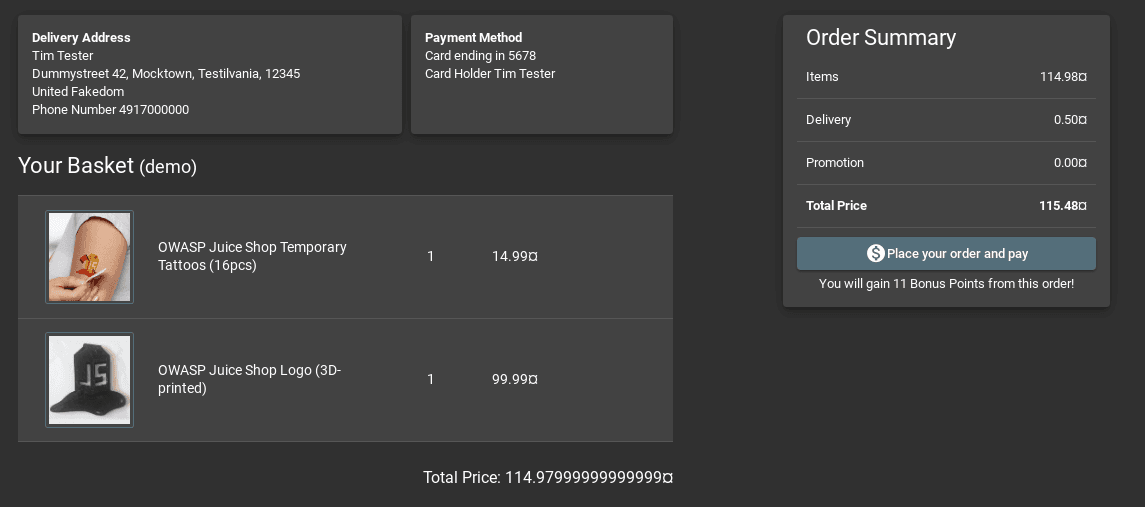 Delivery Address
Tim Tester
Dummystreet 42, Mocktown, Testilvania, 12345
United Fakedom
Phone Number 4917000000
Payment Method
Card ending in 5678
Card Holder Tim Tester
Your Basket (demo)
OWASP Juice Shop Temporary
Tattoos (16pcs)
1
14.99¤
JS
OWASP Juice Shop Logo (3D-
printed)
1
99.99¤
Total Price: 114.97999999999999¤
Order Summary
Items 114.98¤
Delivery 0.50¤
Promotion 0.00¤
Total Price 115.48¤
$ Place your order and pay
You will gain 11 Bonus Points from this order!